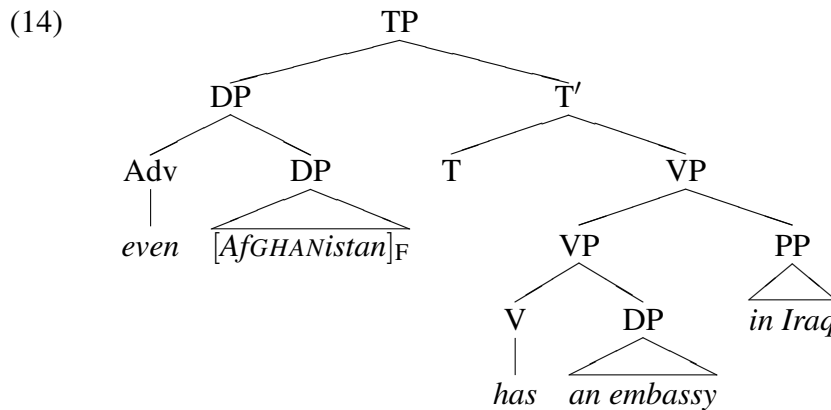 (14) TP
DP T′
Adv DP T VP
even [AfGHANistan]F VP PP
V DP in Iraq
has an embassy